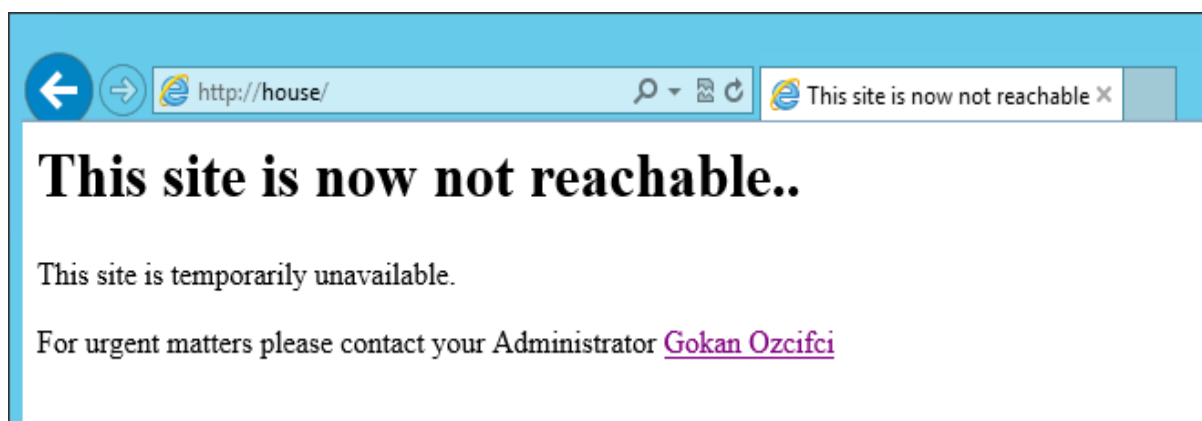 http://house/
This site is now not reachable
This site is now not reachable..
This site is temporarily unavailable.
For urgent matters please contact your Administrator Gokan Ozcifci